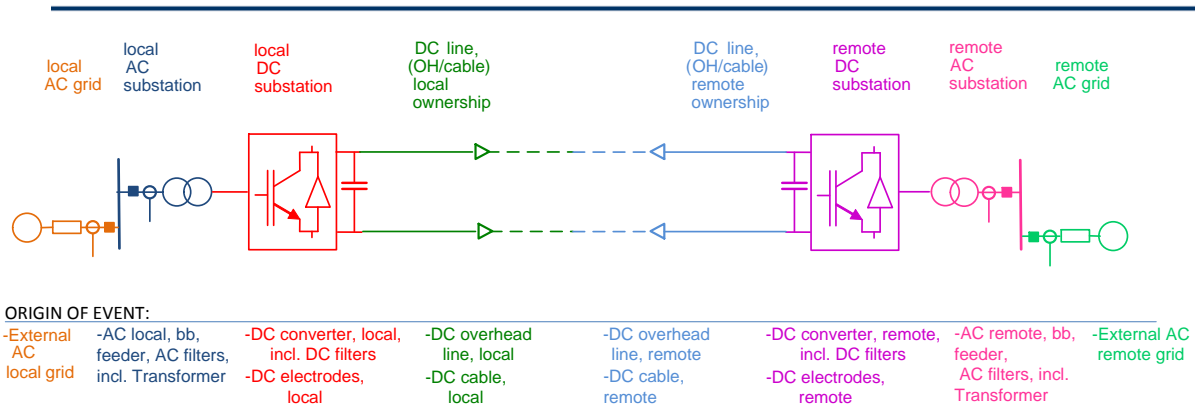 local
AC grid
local
AC
substation
local
DC
substation
DC line,
(OH/cable)
local
ownership
DC line,
(OH/cable)
remote
ownership
remote
DC
substation
remote
AC
substation
remote
AC grid
ORIGIN OF EVENT:
-External
AC
local grid
-AC local, bb,
feeder, AC filters,
incl. Transformer
-DC converter, local,
incl. DC filters
-DC electrodes,
local
-DC overhead
line, local
-DC cable,
local
-DC overhead
line, remote
-DC cable,
remote
-DC converter, remote,
incl. DC filters
-DC electrodes,
remote
-AC remote, bb,
feeder,
AC filters, incl.
Transformer
-External AC
remote grid